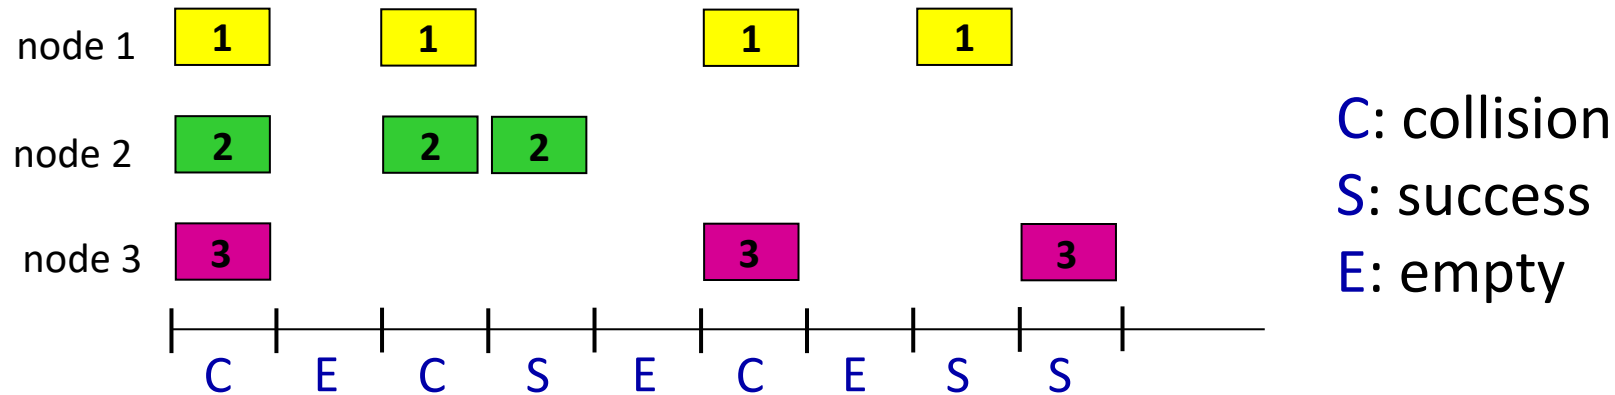 node 1 1 1 1 1
node 2 2 2 2
node 3 3 3 3
C E C S E C E S S
C: collision
S: success
E: empty